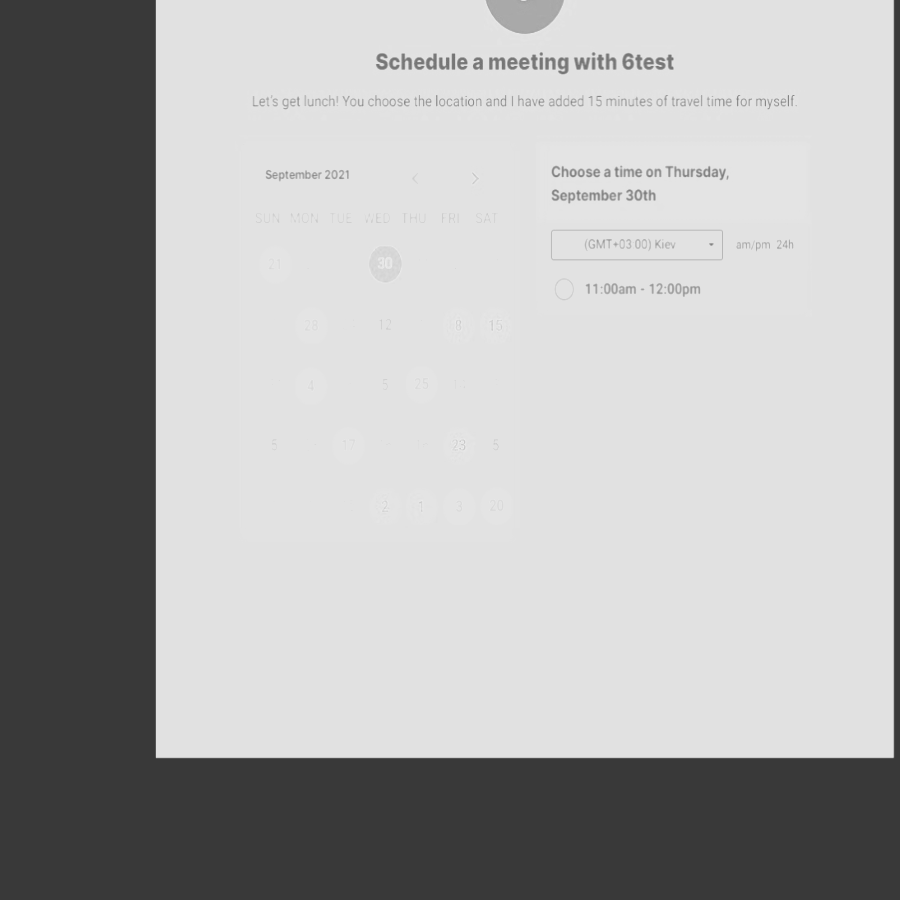 Schedule a meeting with 6test
Let's get lunch! You choose the location and I have added 15 minutes of travel time for myself.
September 2021
SUN MON TUE WED THU FRI SAT
21 30
28 12 8 15
4 5 25
5 17 23 5
2 1 3 20
Choose a time on Thursday,
September 30th
(GMT+03 00) Kiev am/pm 24h
11:00am - 12:00pm